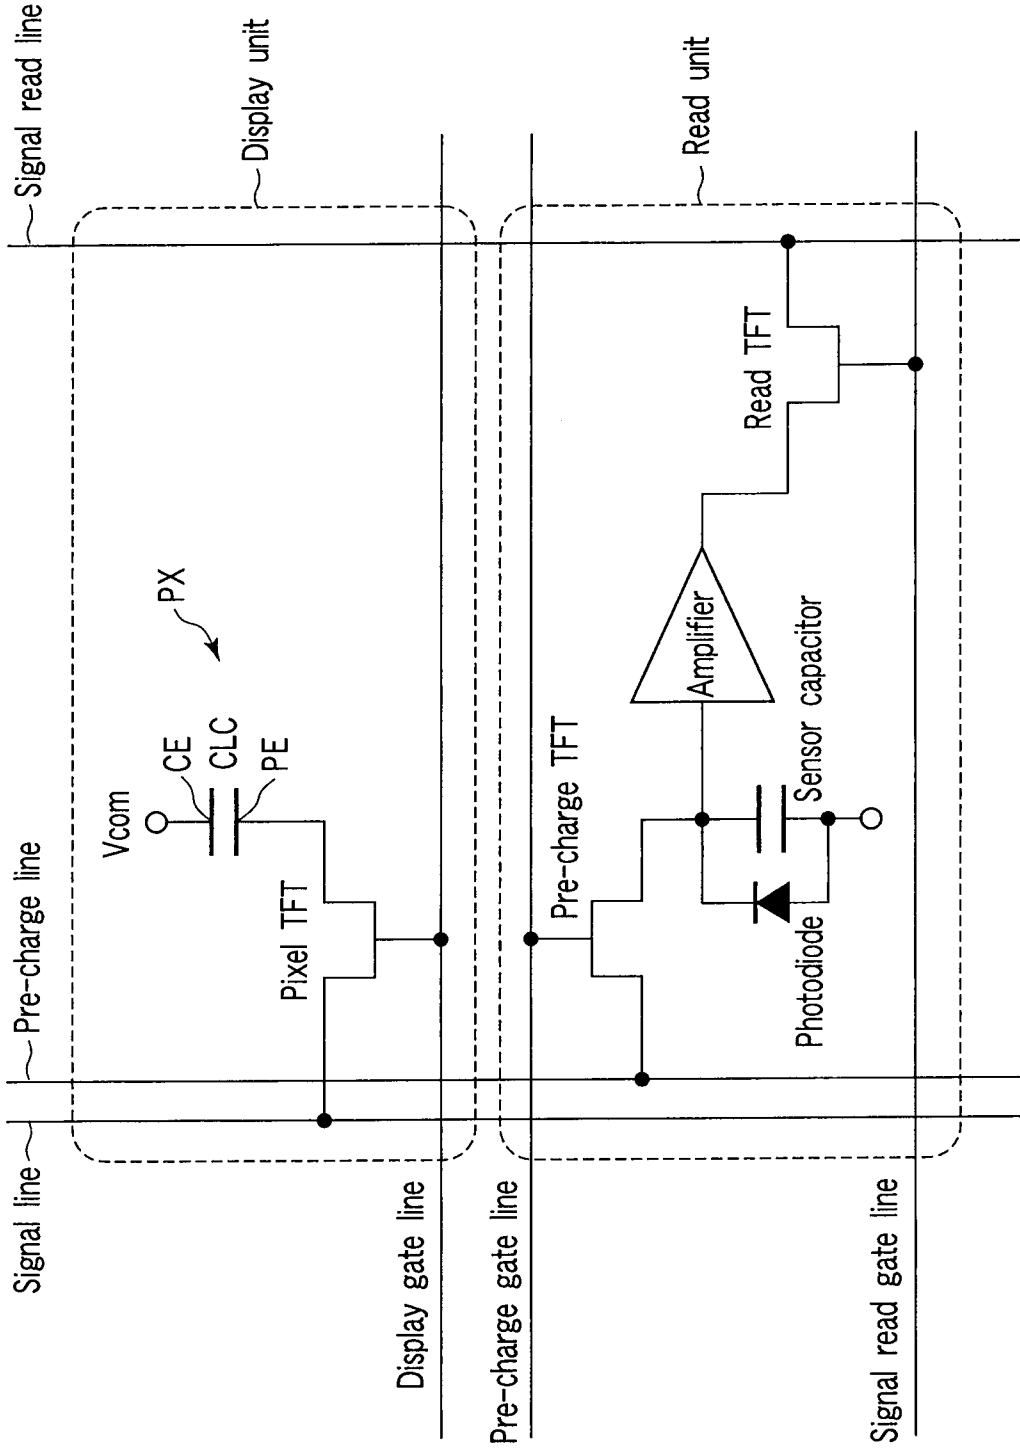 Signal line
Pre-charge line
Signal read line
Display unit
Vcom
CE
CLC
PE
PX
Pixel TFT
Display gate line
Pre-charge gate line
Pre-charge TFT
Read unit
Amplifier
Read TFT
Sensor capacitor
Photodiode
Signal read gate line